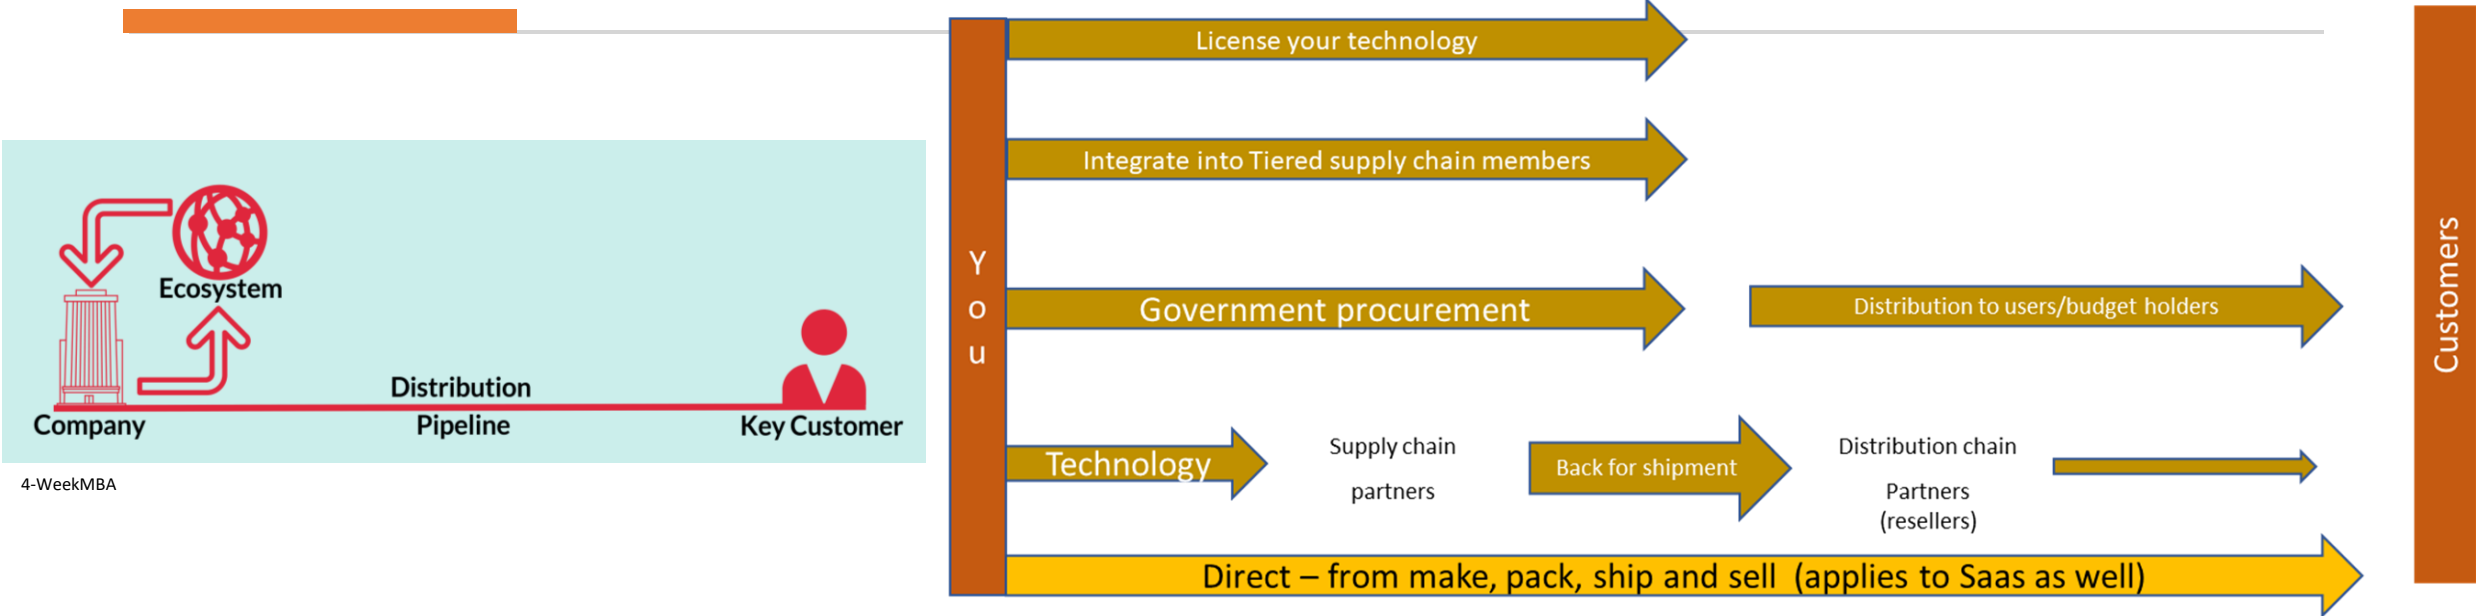 Ecosystem
Distribution
Pipeline
Company
Key Customer
4-WeekMBA
Y
o
u
License your technology
Integrate into Tiered supply chain members
Government procurement
Distribution to users/budget holders
Technology
Supply chain
partners
Back for shipment
Distribution chain
Partners
(resellers)
Direct – from make, pack, ship and sell (applies to Saas as well)
Customers